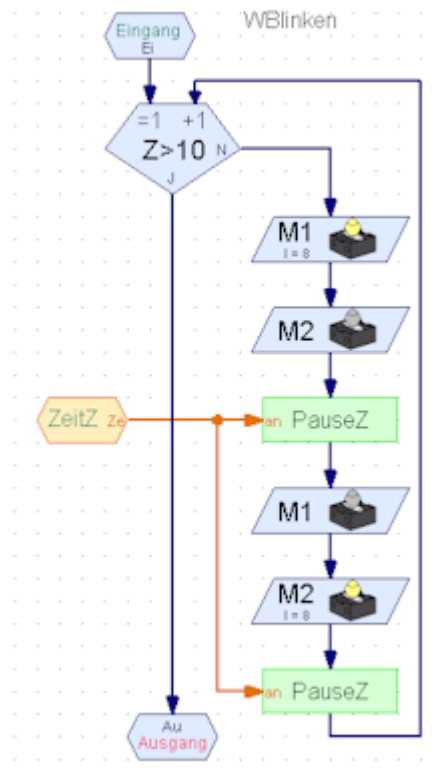 WBlinken
Eingang
Ei
=1 +1
Z>10 N
J
M1
I = 8
M2
ZeitZ Ze
an PauseZ
M1
M2
I = 8
an PauseZ
Au
Ausgang